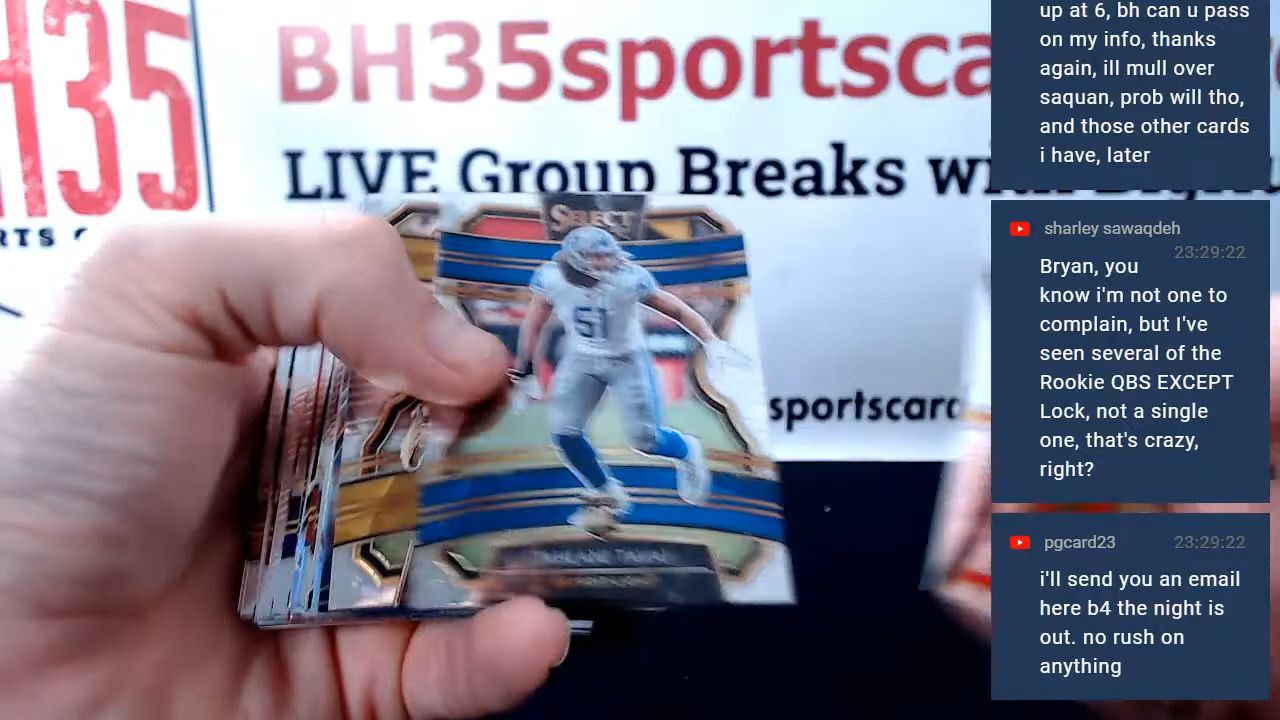 up at 6, bh can u pass
on my info, thanks
again, ill mull over
saquan, prob will tho,
and those other cards
i have, later
H35
BH35sportsca
LIVE Group Breaks wi
RTS
SELECT
51
sportscard
sharley sawaqdeh
23:29:22
Bryan, you
know i'm not one to
complain, but I've
seen several of the
Rookie QBS EXCEPT
Lock, not a single
one, that's crazy,
right?
pgcard23 23:29:22
i'll send you an email
here b4 the night is
out. no rush on
anything